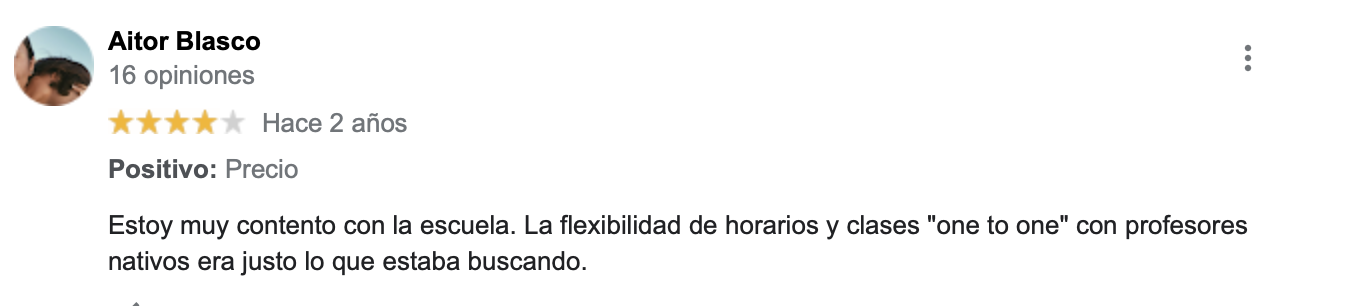 Aitor Blasco
16 opiniones
Hace 2 años
Positivo: Precio
Estoy muy contento con la escuela. La flexibilidad de horarios y clases "one to one" con profesores
nativos era justo lo que estaba buscando.